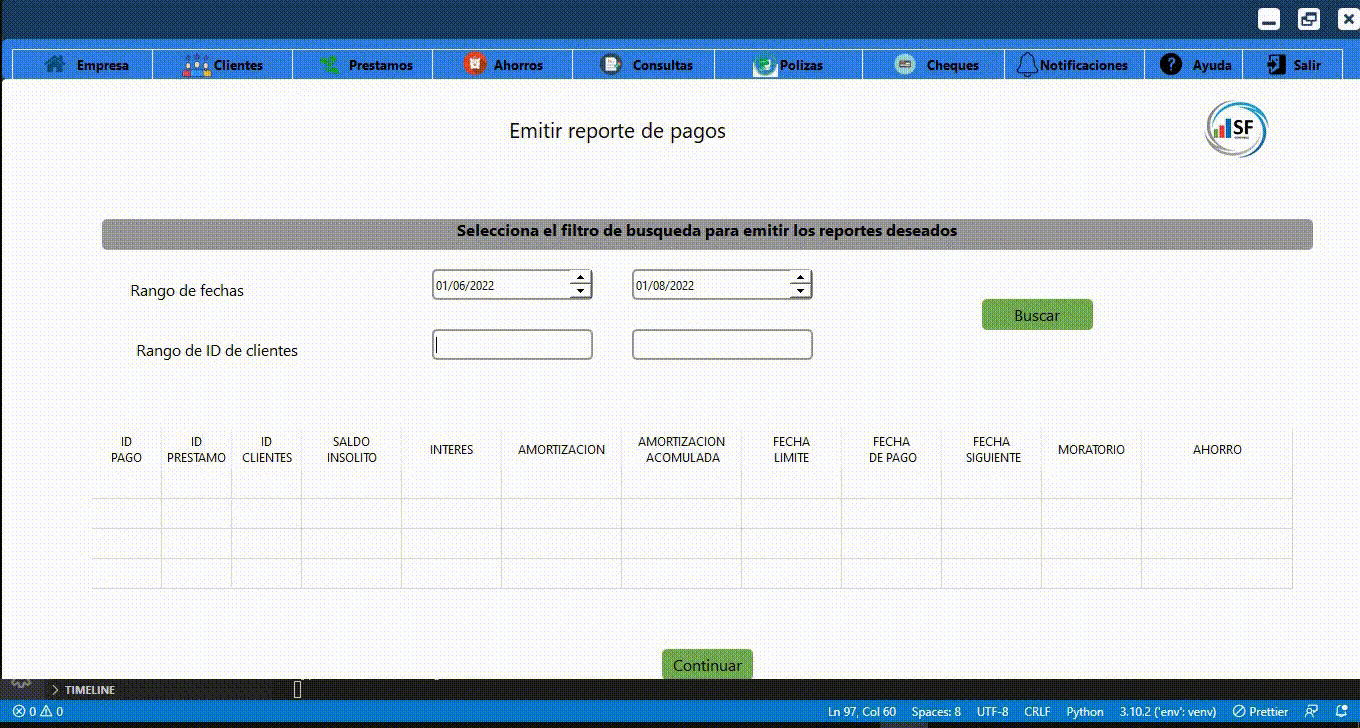 Empresa Clientes Prestamos Ahorros Consultas Polizas Cheques Notificaciones Ayuda Salir
Emitir reporte de pagos
SF
Selecciona el filtro de busqueda para emitir los reportes deseados
Rango de fechas 01/06/2022 01/08/2022
Buscar
Rango de ID de clientes
ID PAGO
ID PRESTAMO
ID CLIENTES
SALDO INSOLITO
INTERES
AMORTIZACION
AMORTIZACION ACOMULADA
FECHA LIMITE
FECHA DE PAGO
FECHA SIGUIENTE
MORATORIO
AHORRO
Continuar
TIMELINE
0 0 Ln 97, Col 60 Spaces: 8 UTF-8 CRLF Python 3.10.2 ('env': venv) Prettier